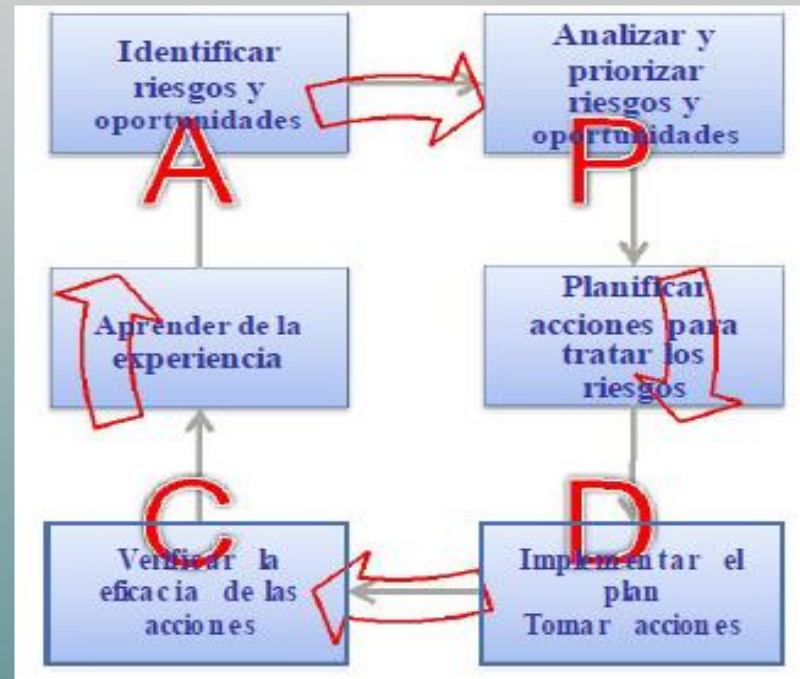 Identificar
riesgos y
oportunidades
Analizar y
priorizar
riesgos y
oportunidades
A
P
Aprender de la
experiencia
Planificar
acciones para
tratar los
riesgos
C
D
Verificar la
eficacia de las
acciones
Implementar el
plan
Tomar acciones